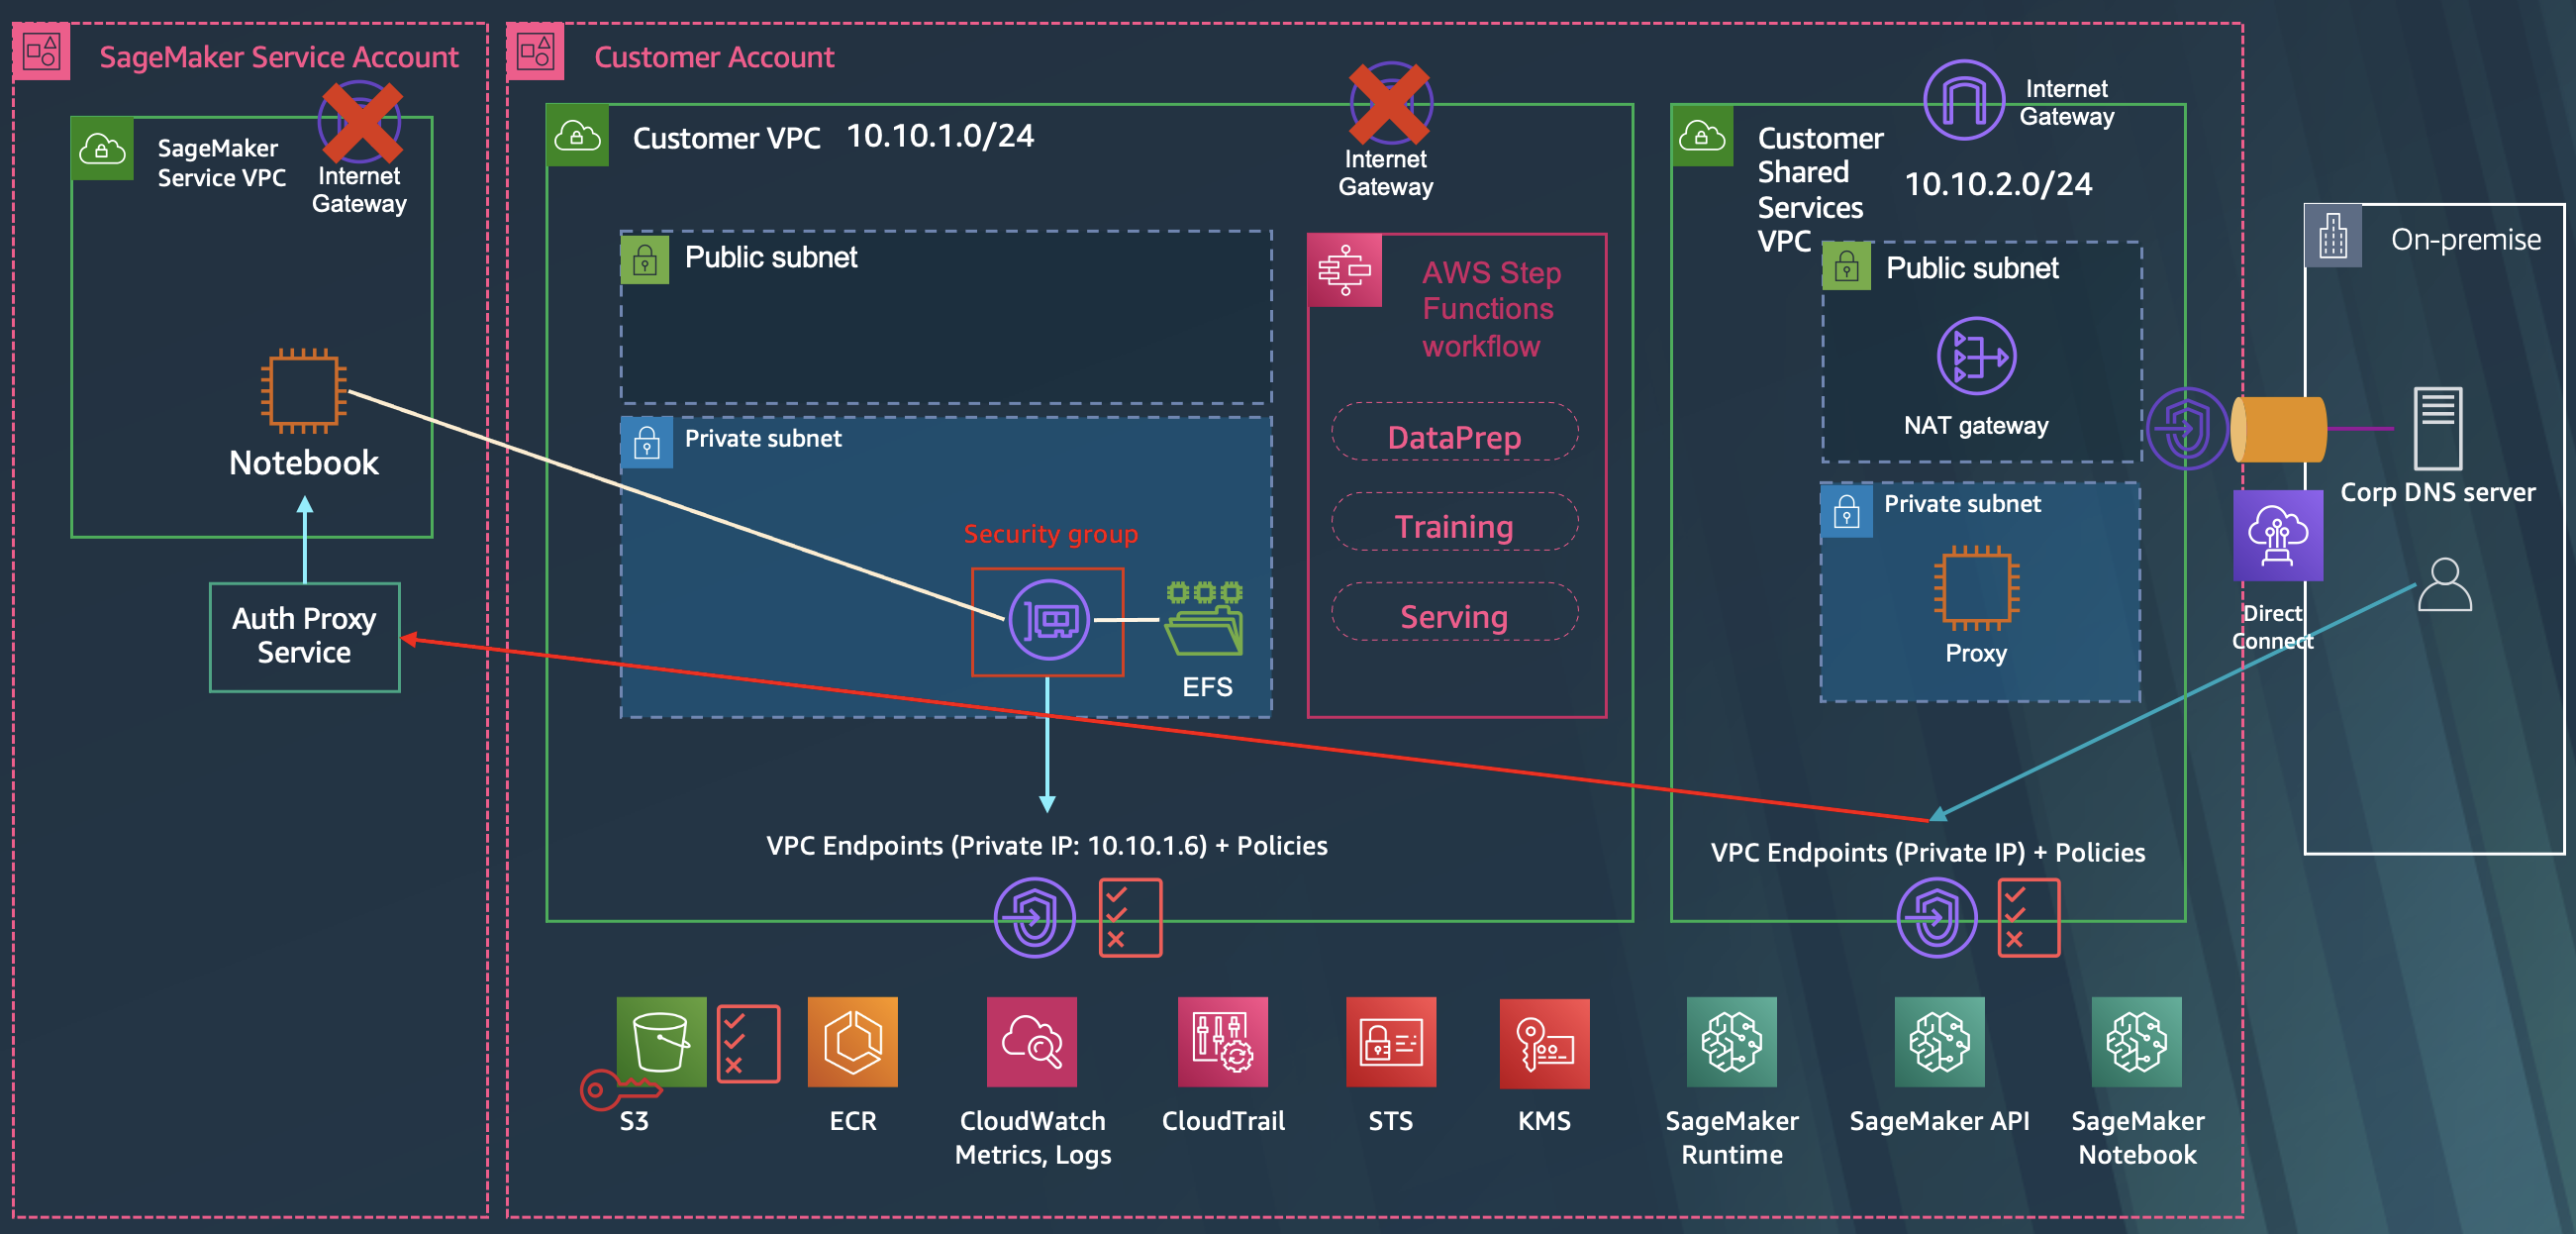 SageMaker Service Account
SageMaker
Service VPC
Internet
Gateway
Notebook
Auth Proxy
Service
Customer Account
Customer VPC 10.10.1.0/24
Internet
Gateway
Public subnet
Private subnet
Security group
EFS
AWS Step
Functions
workflow
DataPrep
Training
Serving
VPC Endpoints (Private IP: 10.10.1.6) + Policies
Internet
Gateway
Customer
Shared
Services
VPC
10.10.2.0/24
Public subnet
NAT gateway
Private subnet
Proxy
VPC Endpoints (Private IP) + Policies
On-premise
Corp DNS server
Direct
Connect
S3
ECR
CloudWatch
Metrics, Logs
CloudTrail
STS
KMS
SageMaker
Runtime
SageMaker API
SageMaker
Notebook